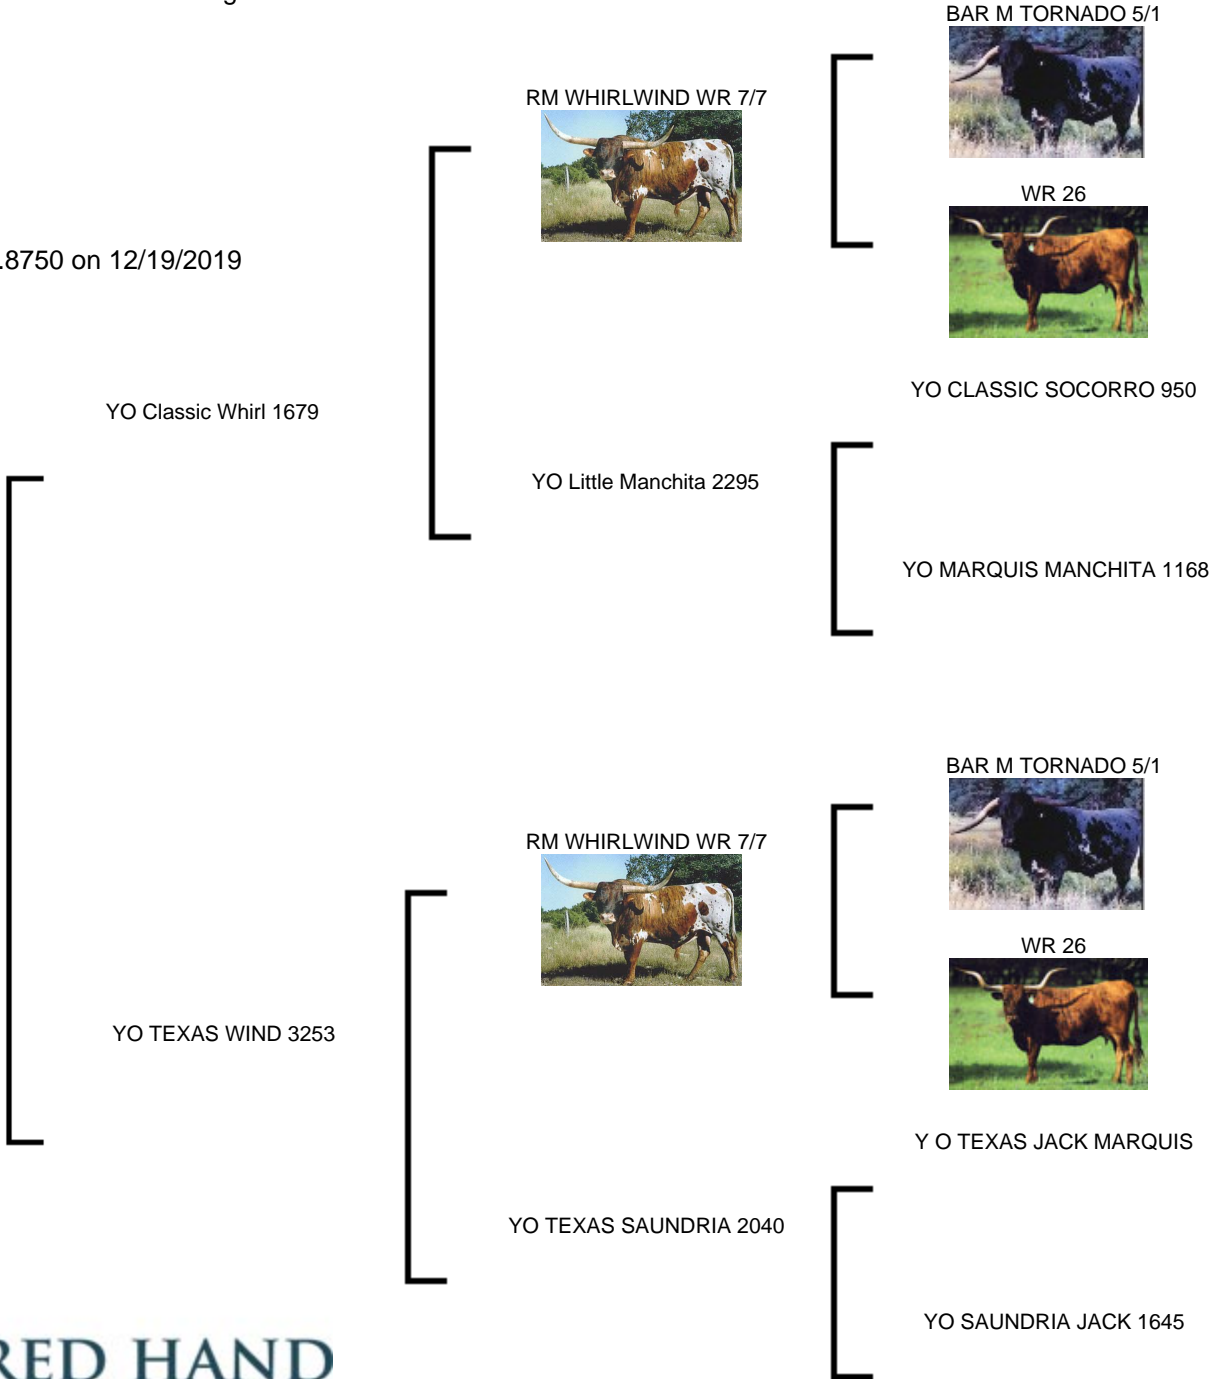 BAR M TORNADO 5/1
RM WHIRLWIND WR 7/7
WR 26
.8750 on 12/19/2019
YO CLASSIC SOCORRO 950
YO Classic Whirl 1679
YO Little Manchita 2295
YO MARQUIS MANCHITA 1168
BAR M TORNADO 5/1
RM WHIRLWIND WR 7/7
WR 26
YO TEXAS WIND 3253
Y O TEXAS JACK MARQUIS
YO TEXAS SAUNDRIA 2040
YO SAUNDRIA JACK 1645
RED HAND